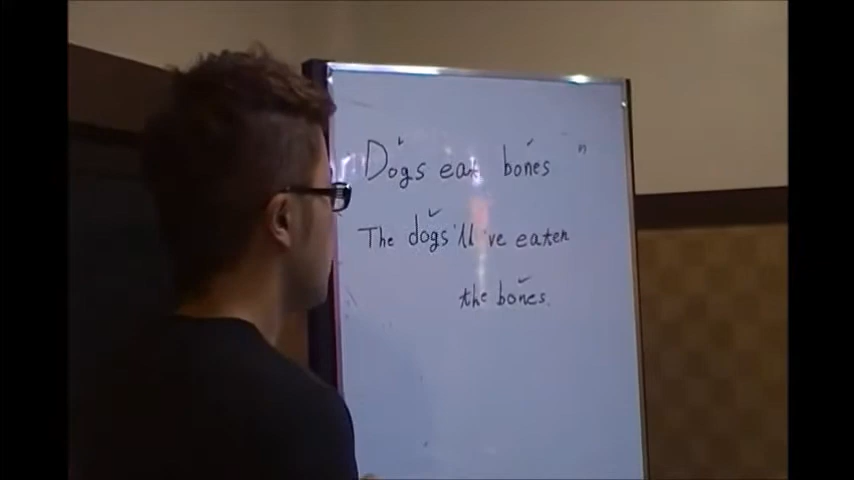 Dogs eat bones "
The dogs'll 've eaten
the bones.